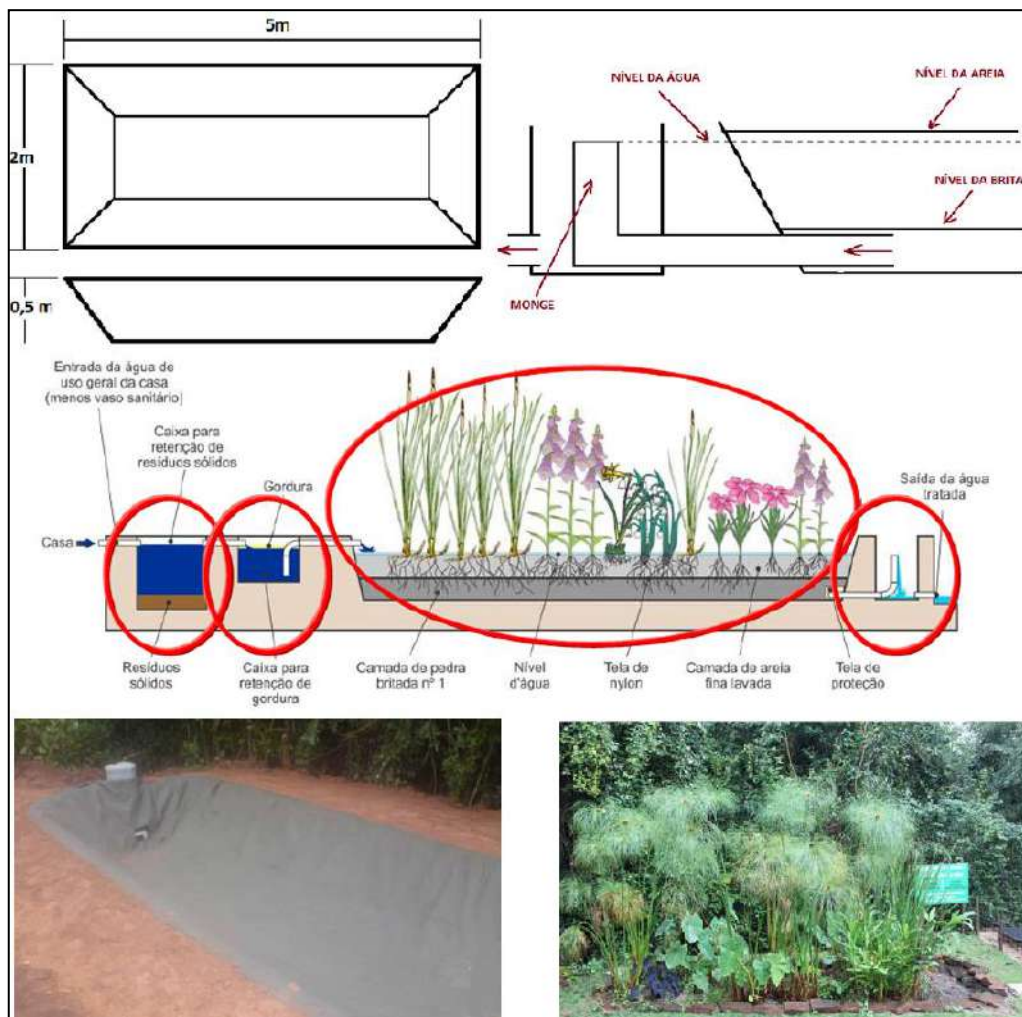 5m
2m
0,5 m
NÍVEL DA ÁGUA
NÍVEL DA AREIA
NÍVEL DA BRITA
MONGE
Entrada da água de
uso geral da casa
(menos vaso sanitário)
Caixa para
retenção de
resíduos sólidos
Gordura
Saída da água
tratada
Casa
Resíduos
sólidos
Caixa para
retenção de
gordura
Camada de pedra
britada nº 1
Nível
d'água
Tela de
nylon
Camada de areia
fina lavada
Tela de
proteção